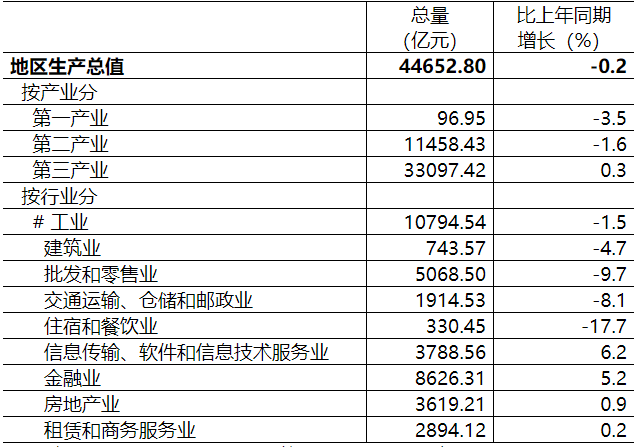 总量
(亿元)
比上年同期
增长（%）
地区生产总值 44652.80 -0.2
按产业分
第一产业 96.95 -3.5
第二产业 11458.43 -1.6
第三产业 33097.42 0.3
按行业分
# 工业 10794.54 -1.5
建筑业 743.57 -4.7
批发和零售业 5068.50 -9.7
交通运输、仓储和邮政业 1914.53 -8.1
住宿和餐饮业 330.45 -17.7
信息传输、软件和信息技术服务业 3788.56 6.2
金融业 8626.31 5.2
房地产业 3619.21 0.9
租赁和商务服务业 2894.12 0.2